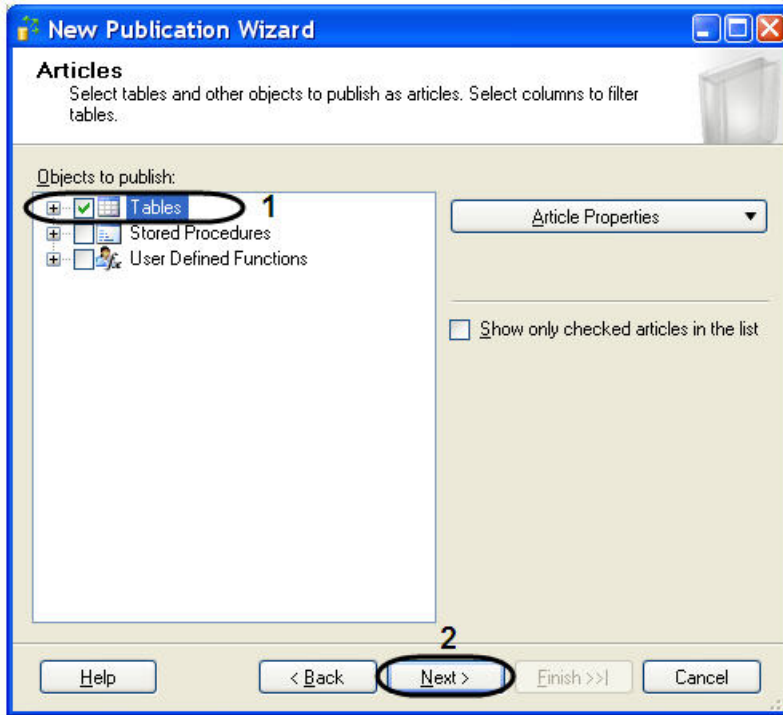 New Publication Wizard
Articles
Select tables and other objects to publish as articles. Select columns to filter
tables.
Objects to publish:
Tables 1
Stored Procedures
User Defined Functions
Article Properties
Show only checked articles in the list
2
Help
< Back
Next >
Finish >>|
Cancel